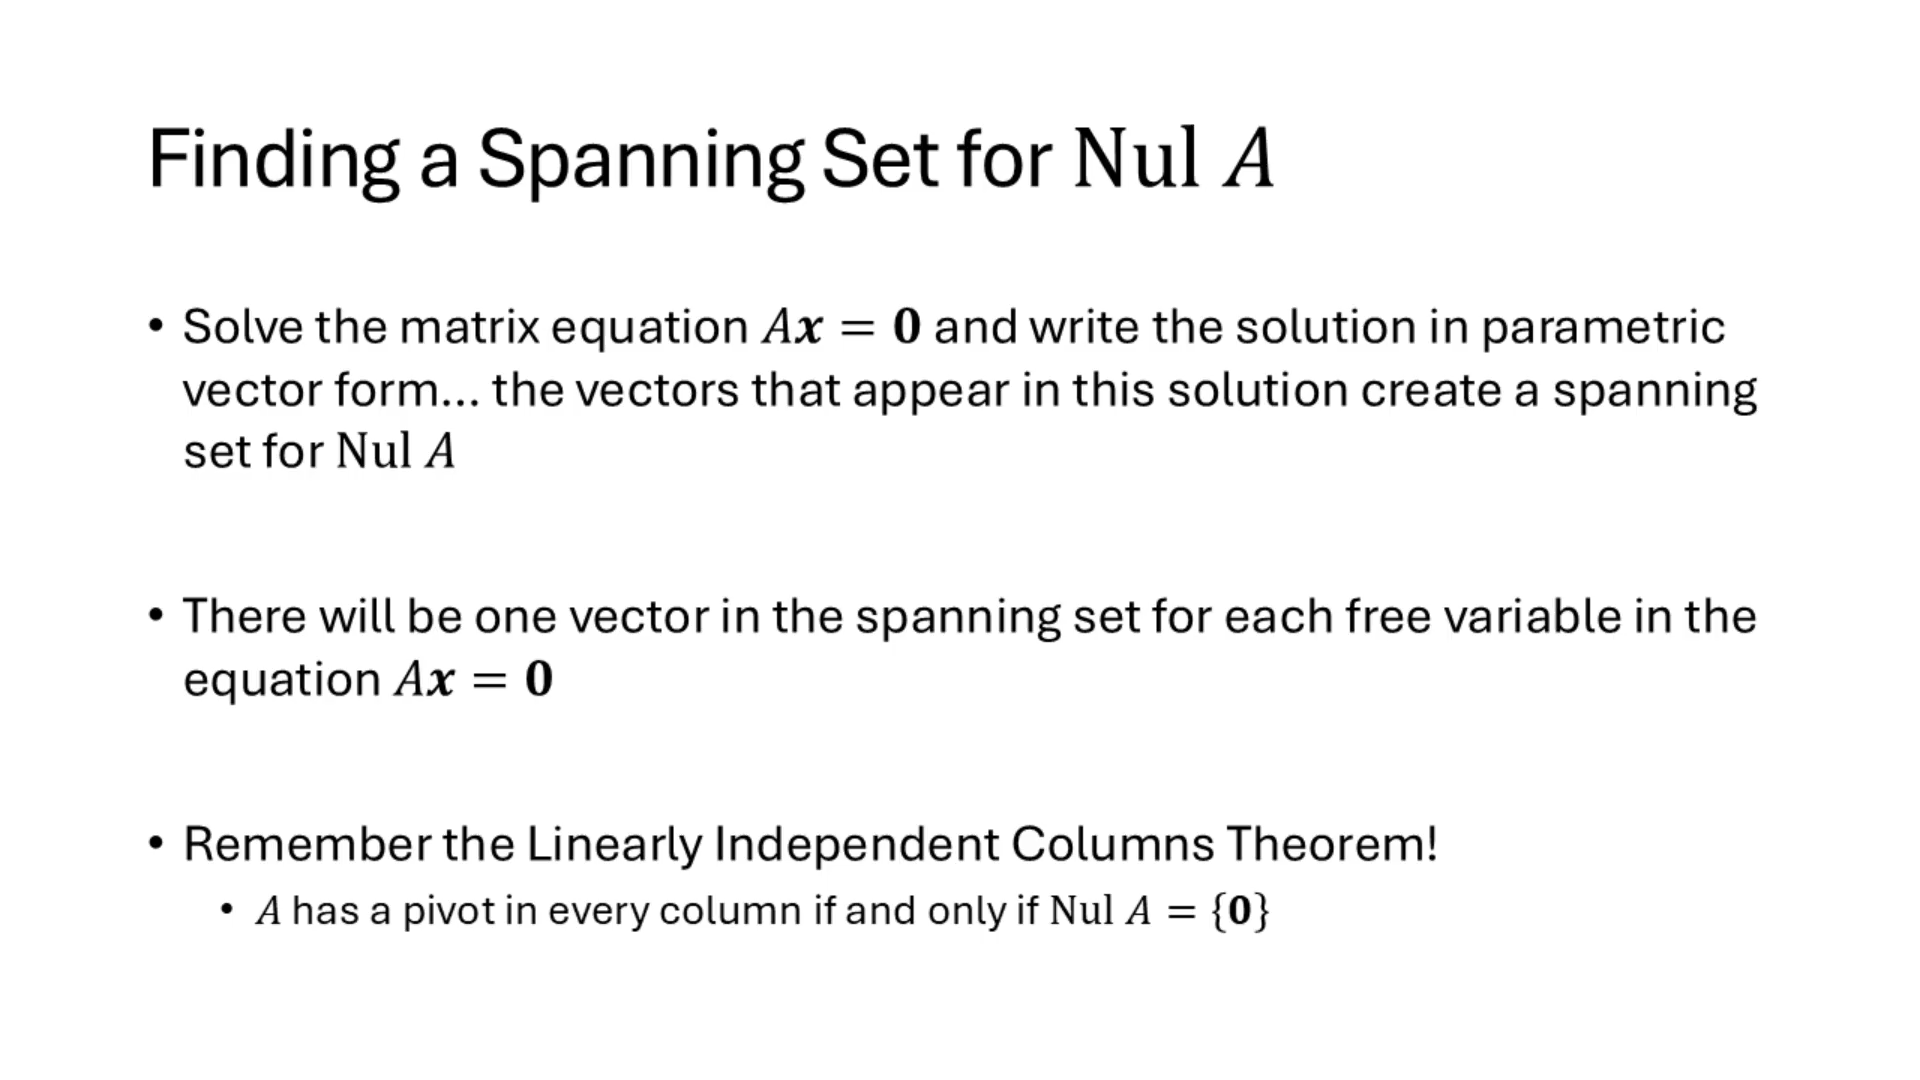 Finding a Spanning Set for Nul A
• Solve the matrix equation Ax = 0 and write the solution in parametric
vector form... the vectors that appear in this solution create a spanning
set for Nul A
• There will be one vector in the spanning set for each free variable in the
equation Ax = 0
• Remember the Linearly Independent Columns Theorem!
• A has a pivot in every column if and only if Nul A = {0}